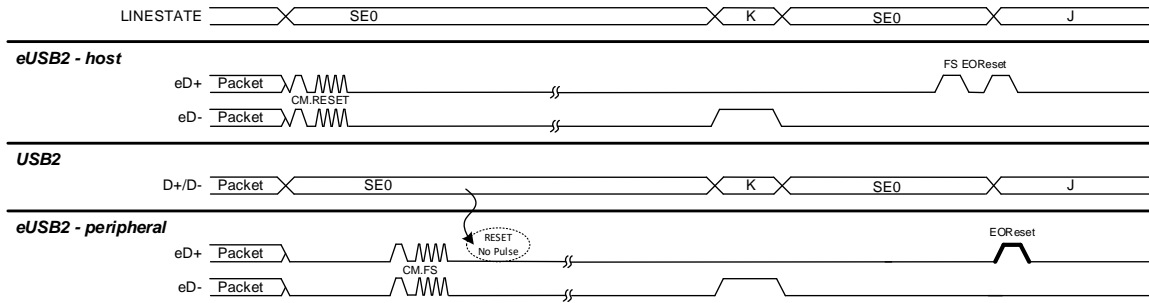 LINESTATE SE0 K SE0 J
eUSB2 - host
FS EOReset
eD+ Packet
CM.RESET
eD- Packet
USB2
D+/D- Packet SE0 K SE0 J
eUSB2 - peripheral
EOReset
RESET
No Pulse
eD+ Packet
CM.FS
eD- Packet